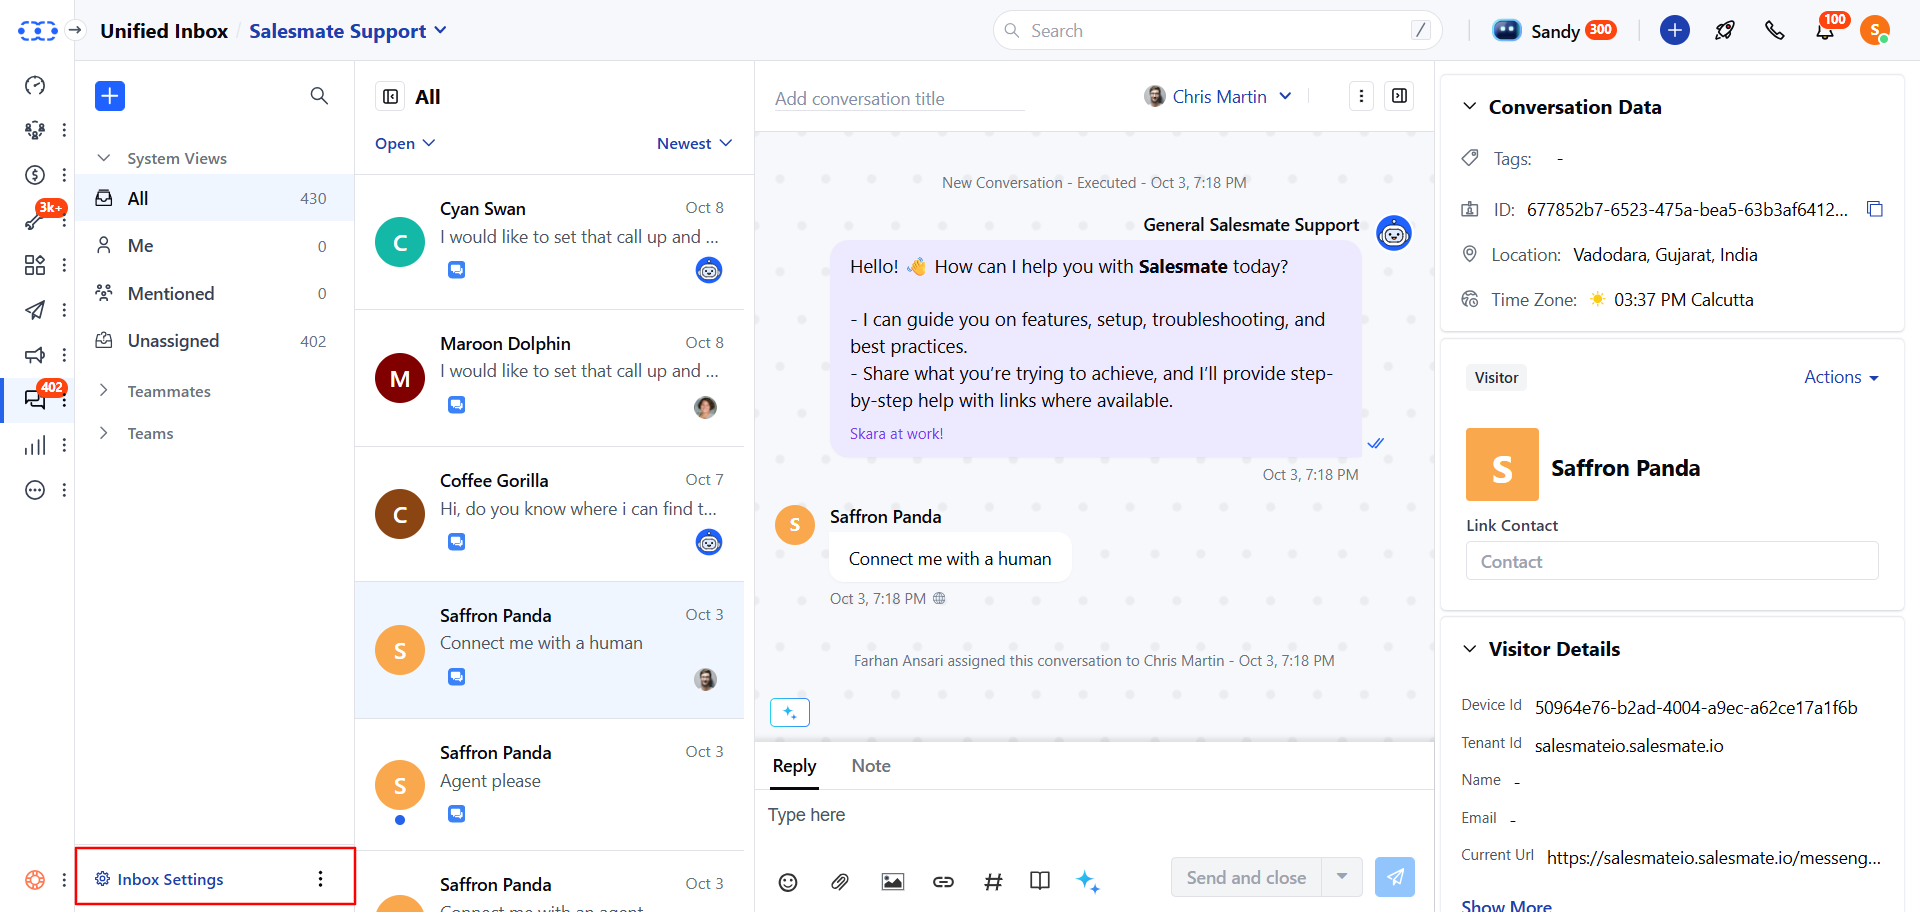 Unified Inbox / Salesmate Support
Search
/
Sandy 300
100
S
3k+
402
System Views
All 430
Me 0
Mentioned 0
Unassigned 402
Teammates
Teams
Inbox Settings
All
Open
Newest
C
Cyan Swan Oct 8
I would like to set that call up and ...
M
Maroon Dolphin Oct 8
I would like to set that call up and ...
C
Coffee Gorilla Oct 7
Hi, do you know where i can find t...
S
Saffron Panda Oct 3
Connect me with a human
S
Saffron Panda Oct 3
Agent please
Saffron Panda Oct 3
Connect me with an agent
Add conversation title
Chris Martin
New Conversation - Executed - Oct 3, 7:18 PM
General Salesmate Support
Hello! 👋 How can I help you with Salesmate today?
- I can guide you on features, setup, troubleshooting, and
best practices.
- Share what you’re trying to achieve, and I’ll provide step-
by-step help with links where available.
Skara at work!
Oct 3, 7:18 PM
S
Saffron Panda
Connect me with a human
Oct 3, 7:18 PM
Farhan Ansari assigned this conversation to Chris Martin - Oct 3, 7:18 PM
Reply
Note
Type here
Send and close
Conversation Data
Tags: -
ID: 677852b7-6523-475a-bea5-63b3af6412...
Location: Vadodara, Gujarat, India
Time Zone: ☀️ 03:37 PM Calcutta
Visitor
Actions
S
Saffron Panda
Link Contact
Contact
Visitor Details
Device Id 50964e76-b2ad-4004-a9ec-a62ce17a1f6b
Tenant Id salesmateio.salesmate.io
Name -
Email -
Current Url https://salesmateio.salesmate.io/messeng...
Show More